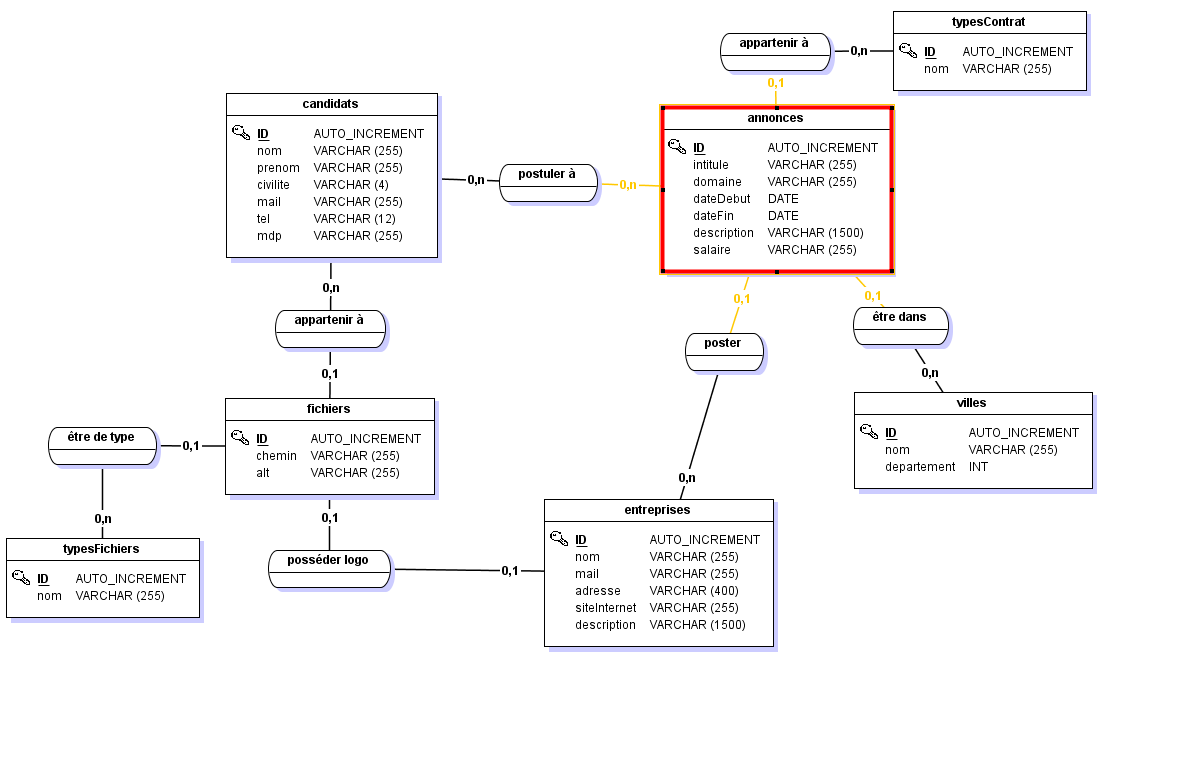 typesContrat
ID AUTO_INCREMENT
nom VARCHAR (255)
appartenir à
0,n
0,1
candidats
ID AUTO_INCREMENT
nom VARCHAR (255)
prenom VARCHAR (255)
civilite VARCHAR (4)
mail VARCHAR (255)
tel VARCHAR (12)
mdp VARCHAR (255)
0,n
postuler à
0,n
annonces
ID AUTO_INCREMENT
intitule VARCHAR (255)
domaine VARCHAR (255)
dateDebut DATE
dateFin DATE
description VARCHAR (1500)
salaire VARCHAR (255)
0,n
appartenir à
0,1
0,1
poster
0,n
0,1
être dans
0,n
villes
ID AUTO_INCREMENT
nom VARCHAR (255)
departement INT
fichiers
ID AUTO_INCREMENT
chemin VARCHAR (255)
alt VARCHAR (255)
être de type
0,1
0,n
typesFichiers
ID AUTO_INCREMENT
nom VARCHAR (255)
0,1
posséder logo
0,1
entreprises
ID AUTO_INCREMENT
nom VARCHAR (255)
mail VARCHAR (255)
adresse VARCHAR (400)
siteInternet VARCHAR (255)
description VARCHAR (1500)